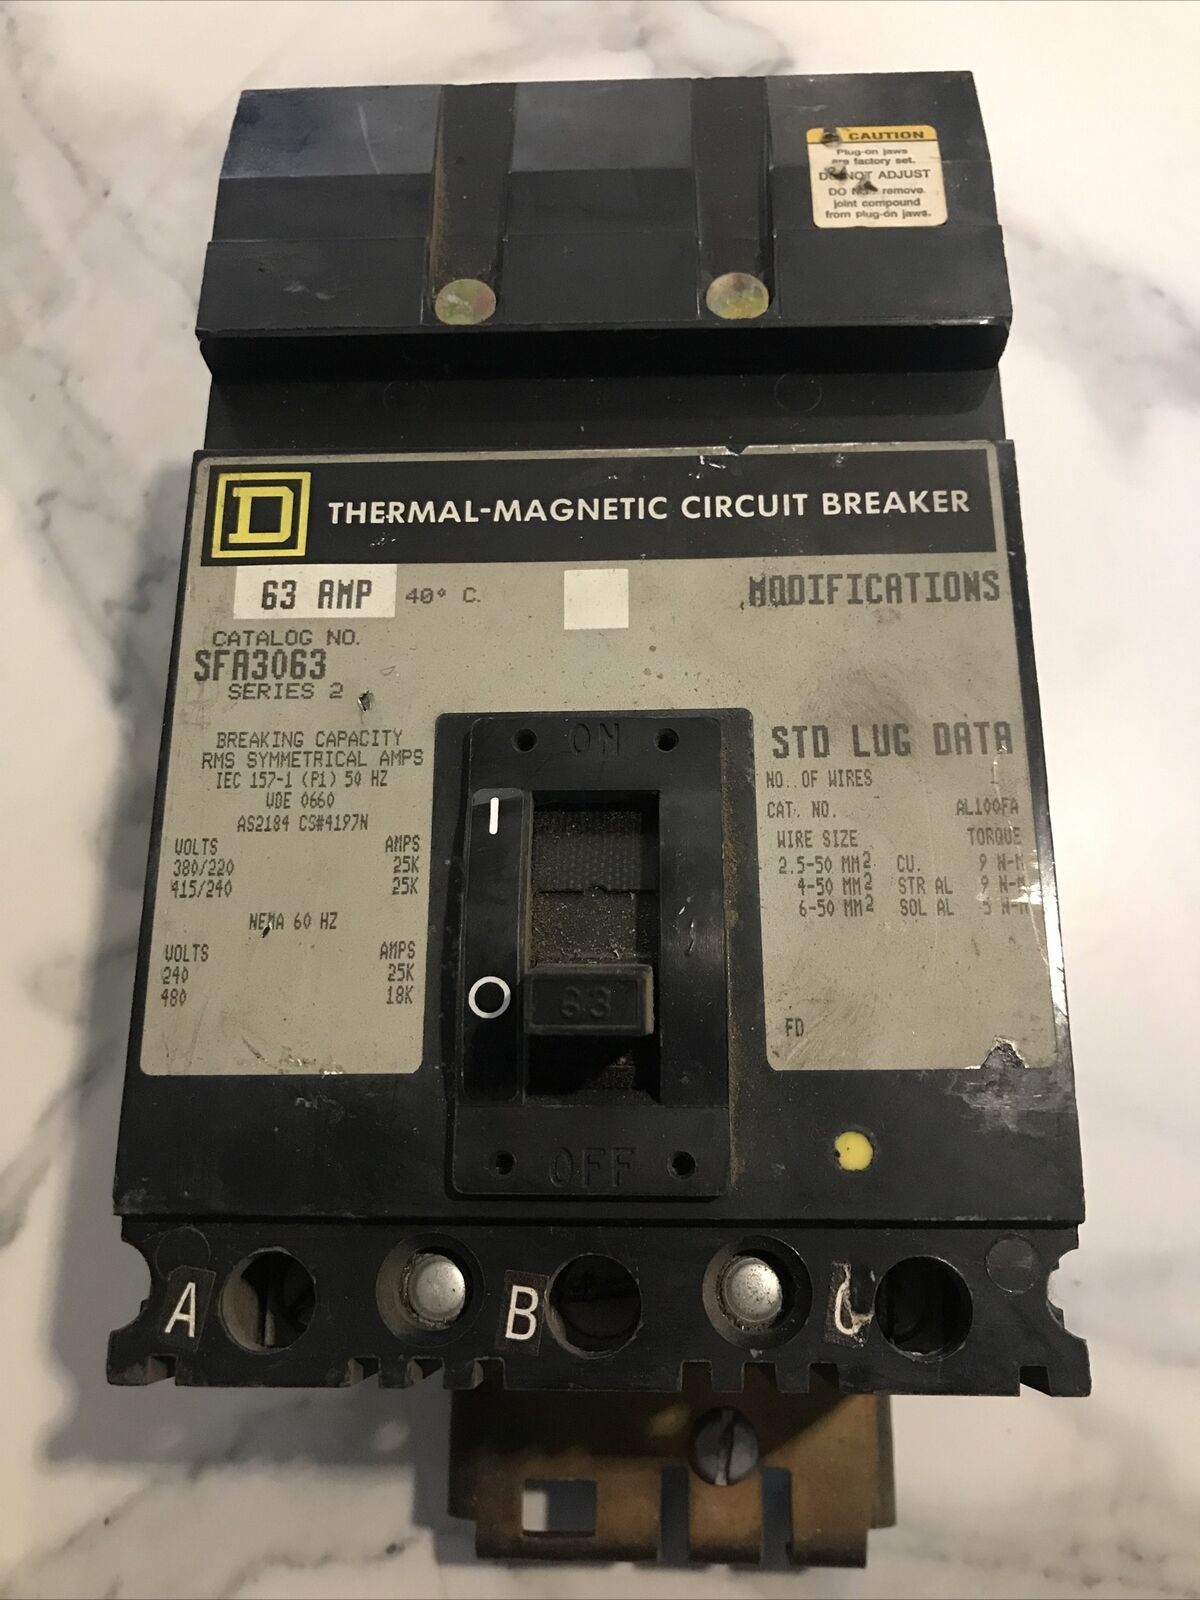 CAUTION
Plug-on jaws
are factory set.
DO NOT ADJUST
DO NOT remove
joint compound
from plug-on jaws.
D THERMAL-MAGNETIC CIRCUIT BREAKER
63 AMP 40° C.
MODIFICATIONS
CATALOG NO.
SFA3063
SERIES 2
BREAKING CAPACITY
RMS SYMMETRICAL AMPS
IEC 157-1 (P1) 50 HZ
VDE 0660
AS2184 CS#4197N
VOLTS AMPS
380/220 25K
415/240 25K
NEMA 60 HZ
VOLTS AMPS
240 25K
480 18K
ON
I
O
63
OFF
STD LUG DATA
NO. OF WIRES 1
CAT. NO. AL100FA
WIRE SIZE TORQUE
2.5-50 MM2 CU. 9 N-M
4-50 MM2 STR AL 9 N-M
6-50 MM2 SOL AL N-M
FD
A
B